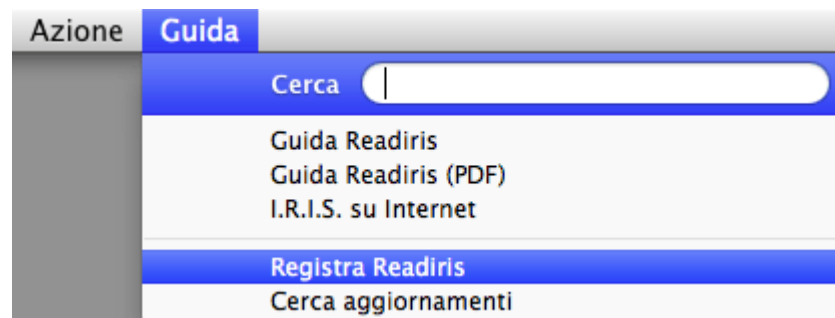 Azione Guida
Cerca
Guida Readiris
Guida Readiris (PDF)
I.R.I.S. su Internet
Registra Readiris
Cerca aggiornamenti